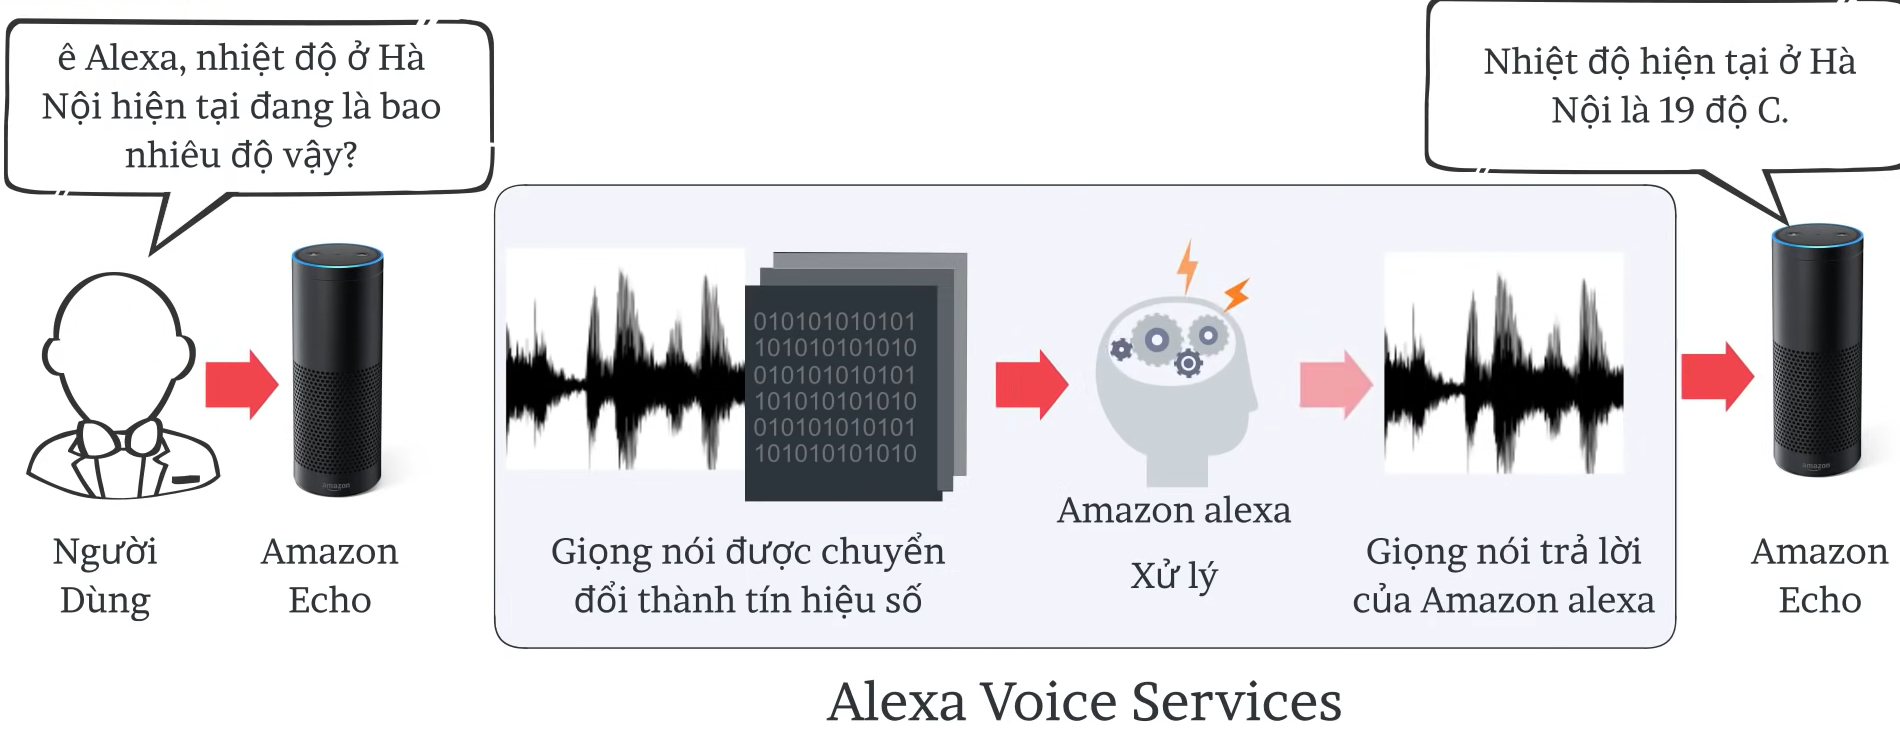 ê Alexa, nhiệt độ ở Hà
Nội hiện tại đang là bao
nhiêu độ vậy?
Nhiệt độ hiện tại ở Hà
Nội là 19 độ C.
010101010101
101010101010
010101010101
101010101010
010101010101
101010101010
amazon
amazon
Người
Dùng
Amazon
Echo
Giọng nói được chuyển
đổi thành tín hiệu số
Amazon alexa
Xử lý
Giọng nói trả lời
của Amazon alexa
Amazon
Echo
Alexa Voice Services